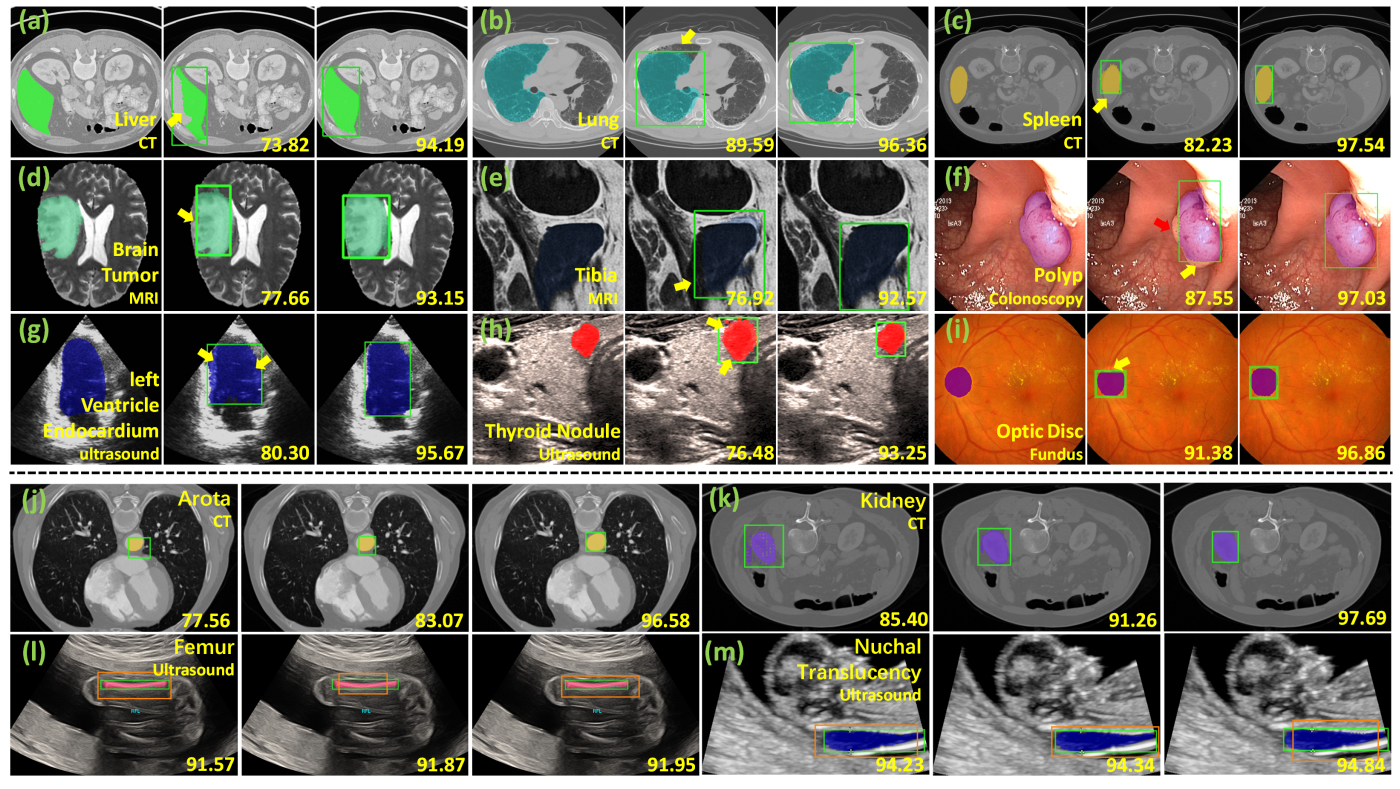 (a)
Liver
CT
73.82
94.19
(b)
Lung
CT
89.59
96.36
(c)
Spleen
CT
82.23
97.54
(d)
Brain
Tumor
MRI
77.66
93.15
(e)
Tibia
MRI
76.92
92.57
(f)
Polyp
Colonoscopy
87.55
97.03
(g)
left
Ventricle
Endocardium
ultrasound
80.30
95.67
(h)
Thyroid Nodule
Ultrasound
76.48
93.25
(i)
Optic Disc
Fundus
91.38
96.86
(j)
Arota
CT
77.56
83.07
96.58
(k)
Kidney
CT
85.40
91.26
97.69
(l)
Femur
Ultrasound
91.57
91.87
91.95
(m)
Nuchal
Translucency
Ultrasound
94.23
94.34
94.84